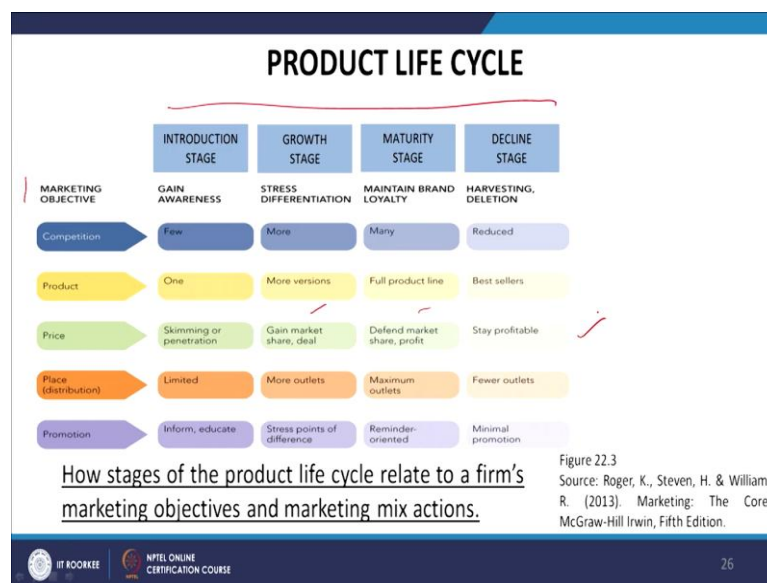 PRODUCT LIFE CYCLE
INTRODUCTION STAGE
GROWTH STAGE
MATURITY STAGE
DECLINE STAGE
MARKETING OBJECTIVE
GAIN AWARENESS
STRESS DIFFERENTIATION
MAINTAIN BRAND LOYALTY
HARVESTING, DELETION
Competition
Few
More
Many
Reduced
Product
One
More versions
Full product line
Best sellers
Price
Skimming or penetration
Gain market share, deal
Defend market share, profit
Stay profitable
Place (distribution)
Limited
More outlets
Maximum outlets
Fewer outlets
Promotion
Inform, educate
Stress points of difference
Reminder-oriented
Minimal promotion
How stages of the product life cycle relate to a firm's
marketing objectives and marketing mix actions.
Figure 22.3
Source: Roger, K., Steven, H. & William
R. (2013). Marketing: The Core
McGraw-Hill Irwin, Fifth Edition.
IIT ROORKEE
NPTEL ONLINE
CERTIFICATION COURSE
26